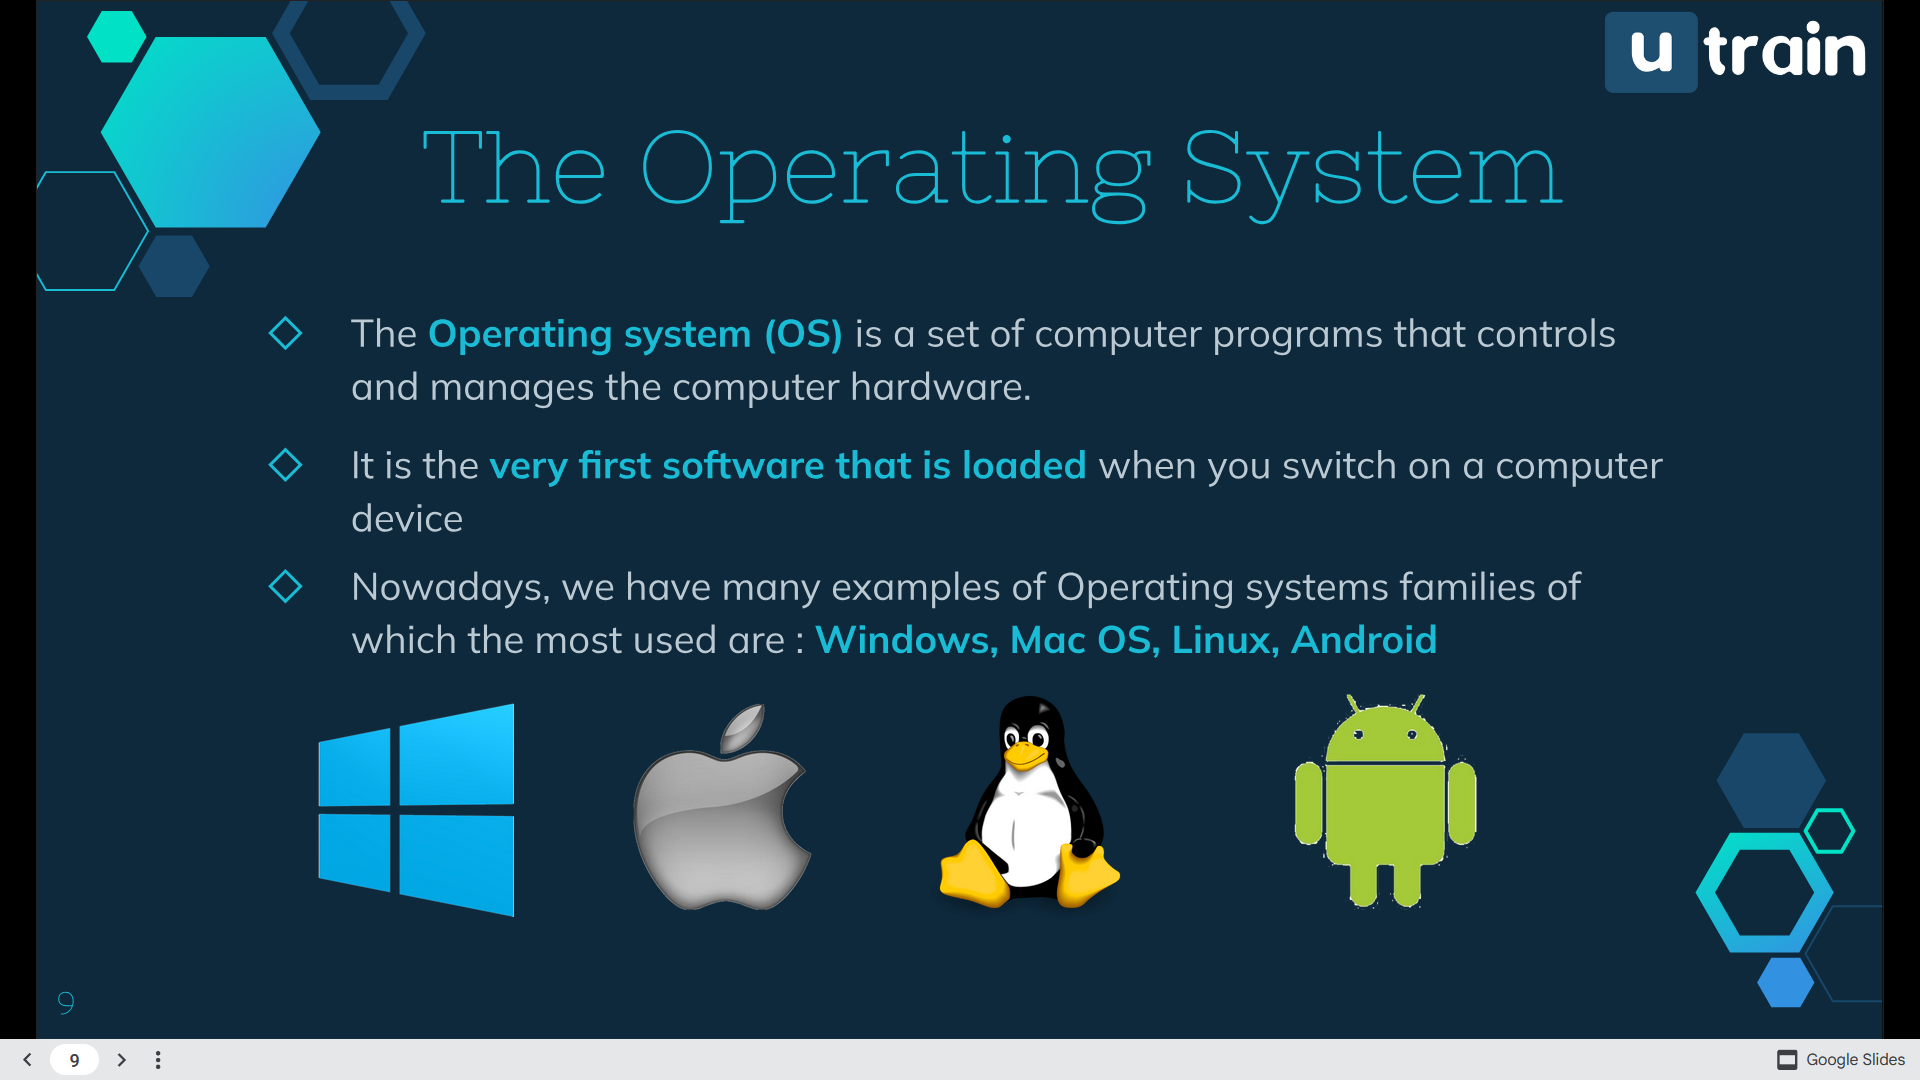 u train
The Operating System
The Operating system (OS) is a set of computer programs that controls
and manages the computer hardware.
It is the very first software that is loaded when you switch on a computer
device
Nowadays, we have many examples of Operating systems families of
which the most used are : Windows, Mac OS, Linux, Android
9
9
Google Slides